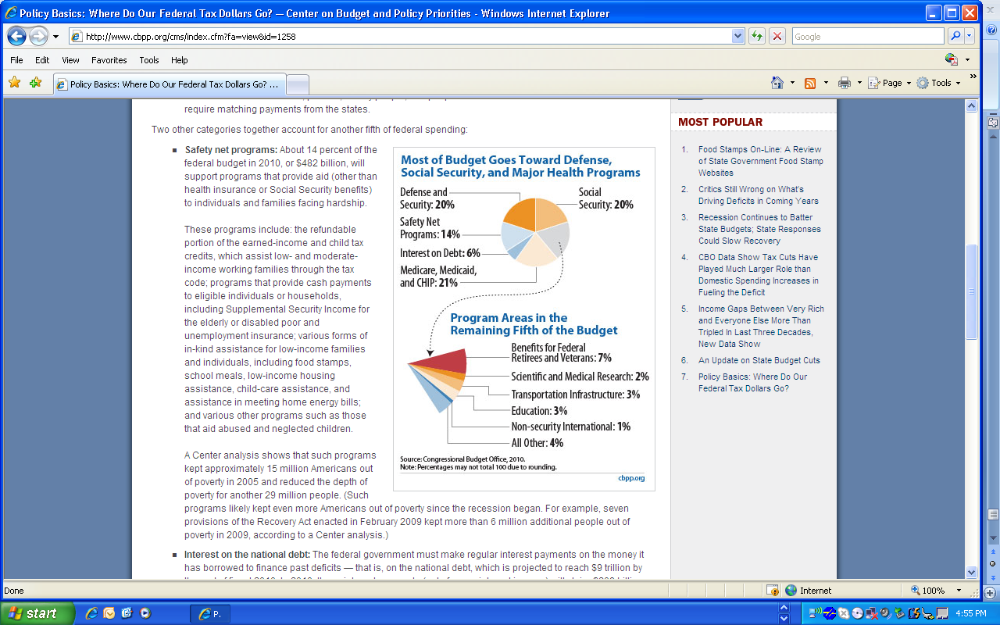 Policy Basics: Where Do Our Federal Tax Dollars Go? — Center on Budget and Policy Priorities - Windows Internet Explorer
http://www.cbpp.org/cms/index.cfm?fa=view&id=1258
Google
File Edit View Favorites Tools Help
Policy Basics: Where Do Our Federal Tax Dollars Go? ...
Page Tools
require matching payments from the states.
Two other categories together account for another fifth of federal spending:
Safety net programs: About 14 percent of the
federal budget in 2010, or $482 billion, will
support programs that provide aid (other than
health insurance or Social Security benefits)
to individuals and families facing hardship.
These programs include: the refundable
portion of the earned-income and child tax
credits, which assist low- and moderate-
income working families through the tax
code; programs that provide cash payments
to eligible individuals or households,
including Supplemental Security Income for
the elderly or disabled poor and
unemployment insurance; various forms of
in-kind assistance for low-income families
and individuals, including food stamps,
school meals, low-income housing
assistance, child-care assistance, and
assistance in meeting home energy bills;
and various other programs such as those
that aid abused and neglected children.
A Center analysis shows that such programs
kept approximately 15 million Americans out
of poverty in 2005 and reduced the depth of
poverty for another 29 million people. (Such
programs likely kept even more Americans out of poverty since the recession began. For example, seven
provisions of the Recovery Act enacted in February 2009 kept more than 6 million additional people out of
poverty in 2009, according to a Center analysis.)
Interest on the national debt: The federal government must make regular interest payments on the money it
has borrowed to finance past deficits — that is, on the national debt, which is projected to reach $9 trillion by
Most of Budget Goes Toward Defense,
Social Security, and Major Health Programs
Defense and
Security: 20%
Social
Security: 20%
Safety Net
Programs: 14%
Interest on Debt: 6%
Medicare, Medicaid,
and CHIP: 21%
Program Areas in the
Remaining Fifth of the Budget
Benefits for Federal
Retirees and Veterans: 7%
Scientific and Medical Research: 2%
Transportation Infrastructure: 3%
Education: 3%
Non-security International: 1%
All Other: 4%
Source: Congressional Budget Office, 2010.
Note: Percentages may not total 100 due to rounding.
cbpp.org
MOST POPULAR
1. Food Stamps On-Line: A Review
of State Government Food Stamp
Websites
2. Critics Still Wrong on What's
Driving Deficits in Coming Years
3. Recession Continues to Batter
State Budgets; State Responses
Could Slow Recovery
4. CBO Data Show Tax Cuts Have
Played Much Larger Role than
Domestic Spending Increases in
Fueling the Deficit
5. Income Gaps Between Very Rich
and Everyone Else More Than
Tripled In Last Three Decades,
New Data Show
6. An Update on State Budget Cuts
7. Policy Basics: Where Do Our
Federal Tax Dollars Go?
Done
Internet
100%
start
P.
4:55 PM